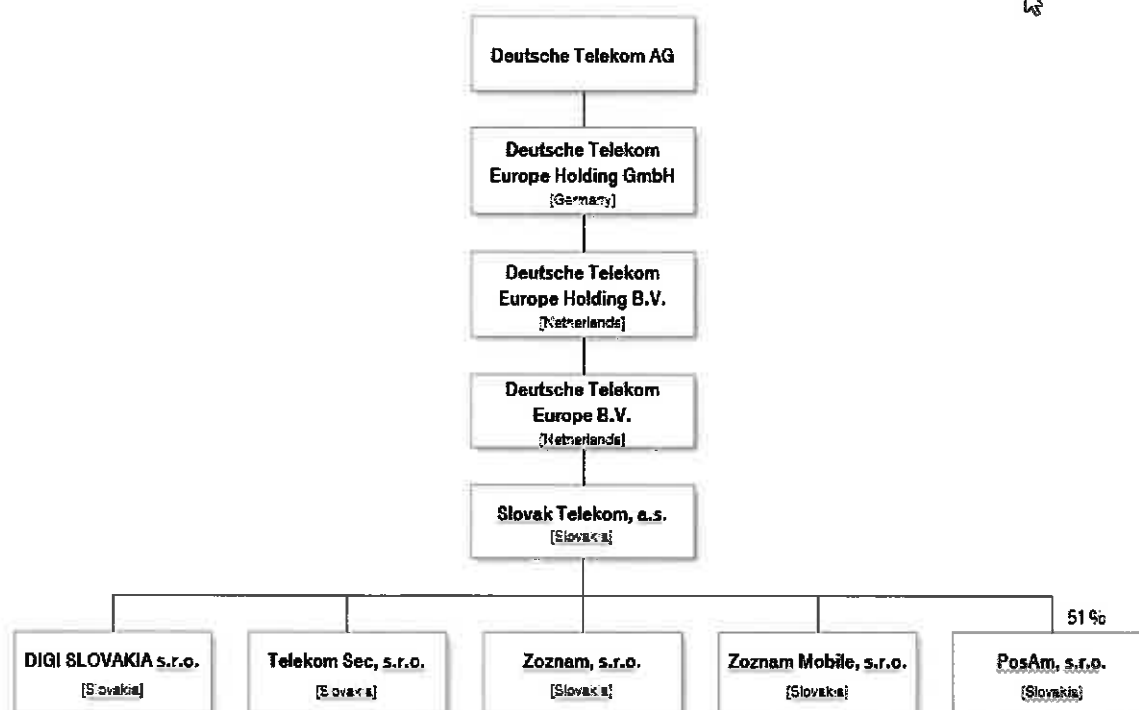 Deutsche Telekom AG
Deutsche Telekom
Europe Holding GmbH
[Germany]
Deutsche Telekom
Europe Holding B.V.
[Netherlands]
Deutsche Telekom
Europe B.V.
[Netherlands]
Slovak Telekom, a.s.
[Slovakia]
51 %
DIGI SLOVAKIA s.r.o.
[Slovakia]
Telekom Sec, s.r.o.
[Slovakia]
Zoznam, s.r.o.
[Slovakia]
Zoznam Mobile, s.r.o.
[Slovakia]
PosAm, s.r.o.
[Slovakia]